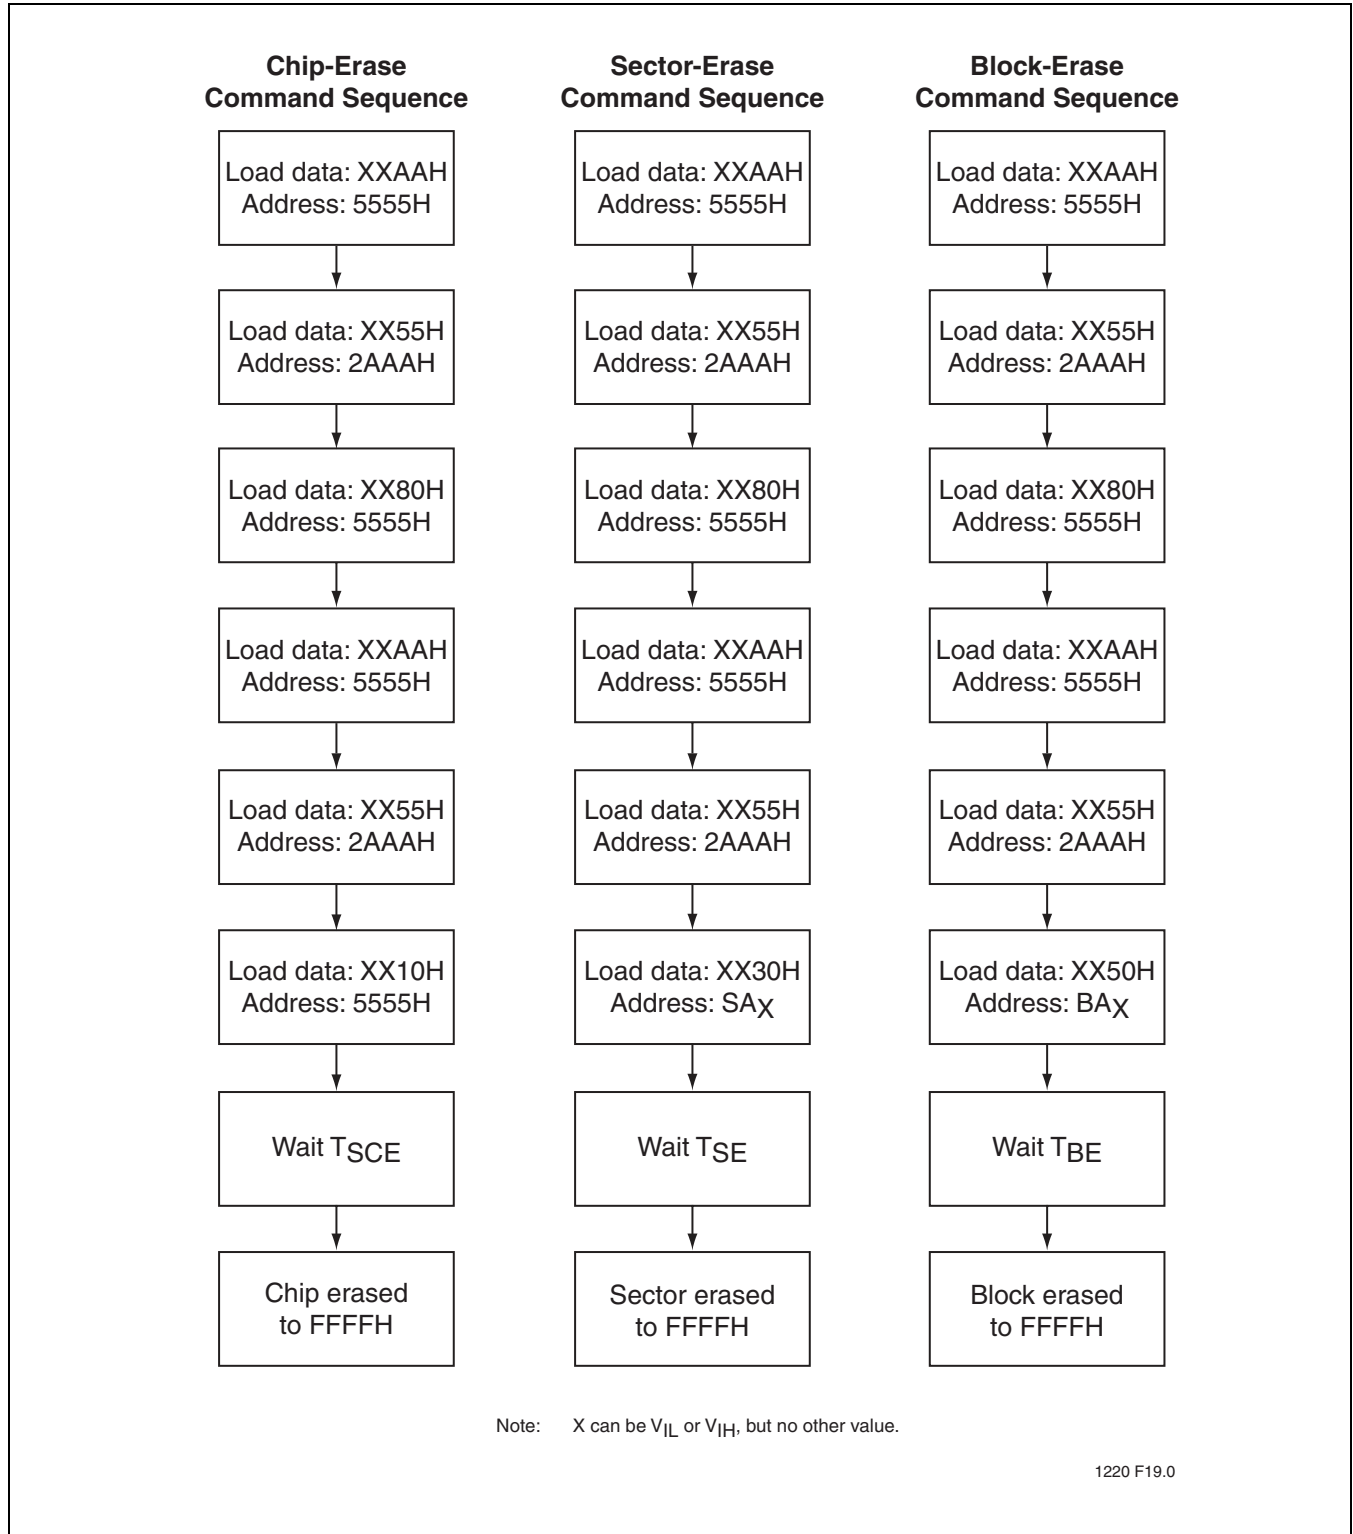 Chip-Erase
Command Sequence
Load data: XXAAH
Address: 5555H
Load data: XX55H
Address: 2AAAH
Load data: XX80H
Address: 5555H
Load data: XXAAH
Address: 5555H
Load data: XX55H
Address: 2AAAH
Load data: XX10H
Address: 5555H
Wait TSCE
Chip erased
to FFFFH
Sector-Erase
Command Sequence
Load data: XXAAH
Address: 5555H
Load data: XX55H
Address: 2AAAH
Load data: XX80H
Address: 5555H
Load data: XXAAH
Address: 5555H
Load data: XX55H
Address: 2AAAH
Load data: XX30H
Address: SAX
Wait TSE
Sector erased
to FFFFH
Block-Erase
Command Sequence
Load data: XXAAH
Address: 5555H
Load data: XX55H
Address: 2AAAH
Load data: XX80H
Address: 5555H
Load data: XXAAH
Address: 5555H
Load data: XX55H
Address: 2AAAH
Load data: XX50H
Address: BAX
Wait TBE
Block erased
to FFFFH
Note: X can be VIL or VIH, but no other value.
1220 F19.0